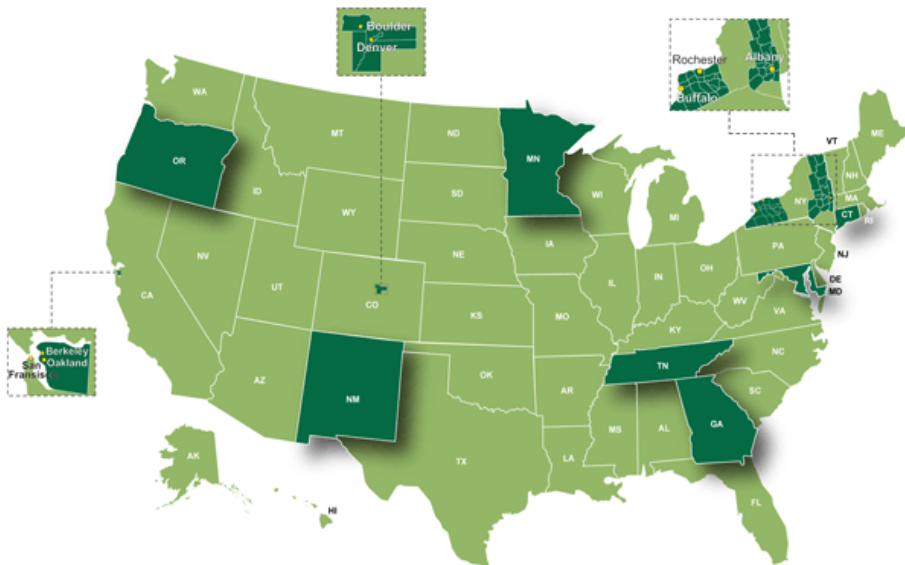 Boulder
Denver
Rochester
Albany
Buffalo
WA
OR
MT
ID
WY
ND
SD
NE
MN
WI
IA
MI
VT
ME
NH
MA
NY
CT
RI
PA
NJ
DE
MD
NV
UT
CO
CA
KS
MO
IL
IN
OH
WV
VA
KY
NC
TN
SC
AZ
NM
OK
AR
TX
LA
MS
AL
GA
FL
AK
HI
Berkeley
Oakland
San
Fransisco